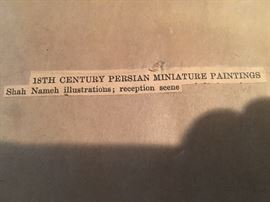 18TH CENTURY PERSIAN MINIATURE PAINTINGS
Shah Nameh illustrations; reception scene